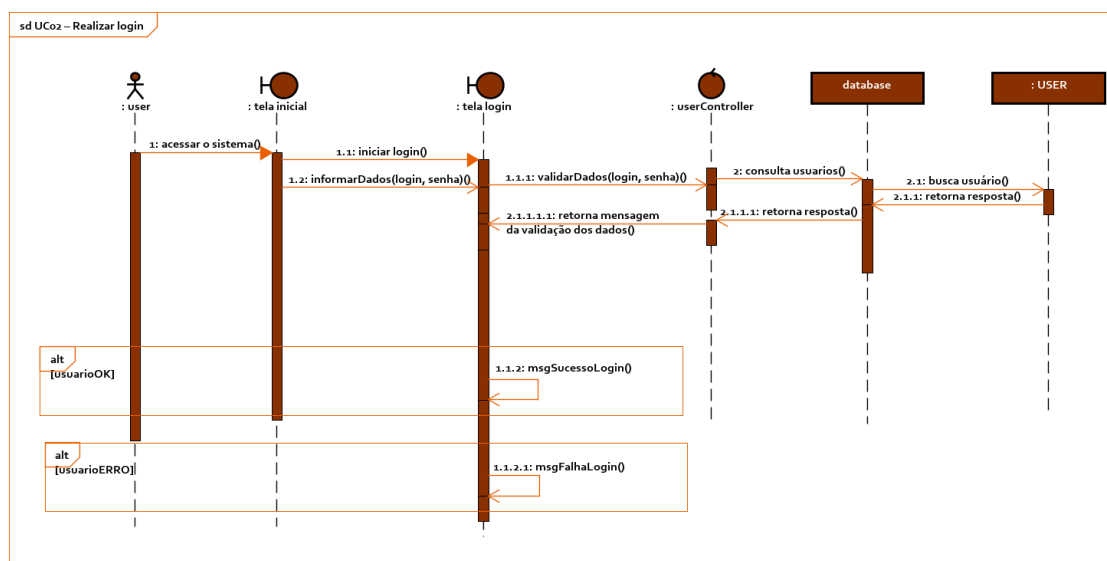 sd UC02 – Realizar login
: user
: tela inicial
: tela login
: userController
database
: USER
1: acessar o sistema()
1.1: iniciar login()
1.2: informarDados(login, senha)()
1.1.1: validarDados(login, senha)()
2: consulta usuarios()
2.1: busca usuário()
2.1.1: retorna resposta()
2.1.1.1: retorna resposta()
2.1.1.1.1: retorna mensagem
da validação dos dados()
alt
[usuarioOK]
1.1.2: msgSucessoLogin()
alt
[usuarioERRO]
1.1.2.1: msgFalhaLogin()